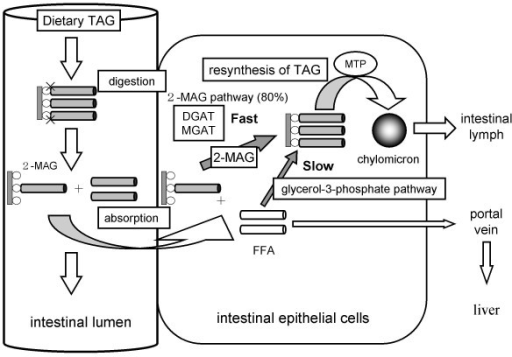 Dietary TAG
digestion
2-MAG
+
absorption
intestinal lumen
resynthesis of TAG
MTP
2-MAG pathway (80%)
DGAT
MGAT
Fast
2-MAG
Slow
chylomicron
glycerol-3-phosphate pathway
+
FFA
intestinal epithelial cells
intestinal
lymph
portal
vein
liver